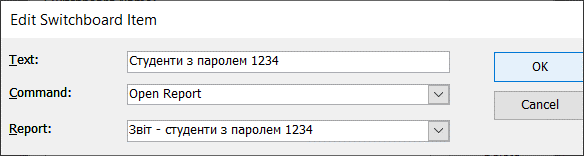 Edit Switchboard Item
Text: Студенти з паролем 1234 OK
Command: Open Report Cancel
Report: Звіт - студенти з паролем 1234